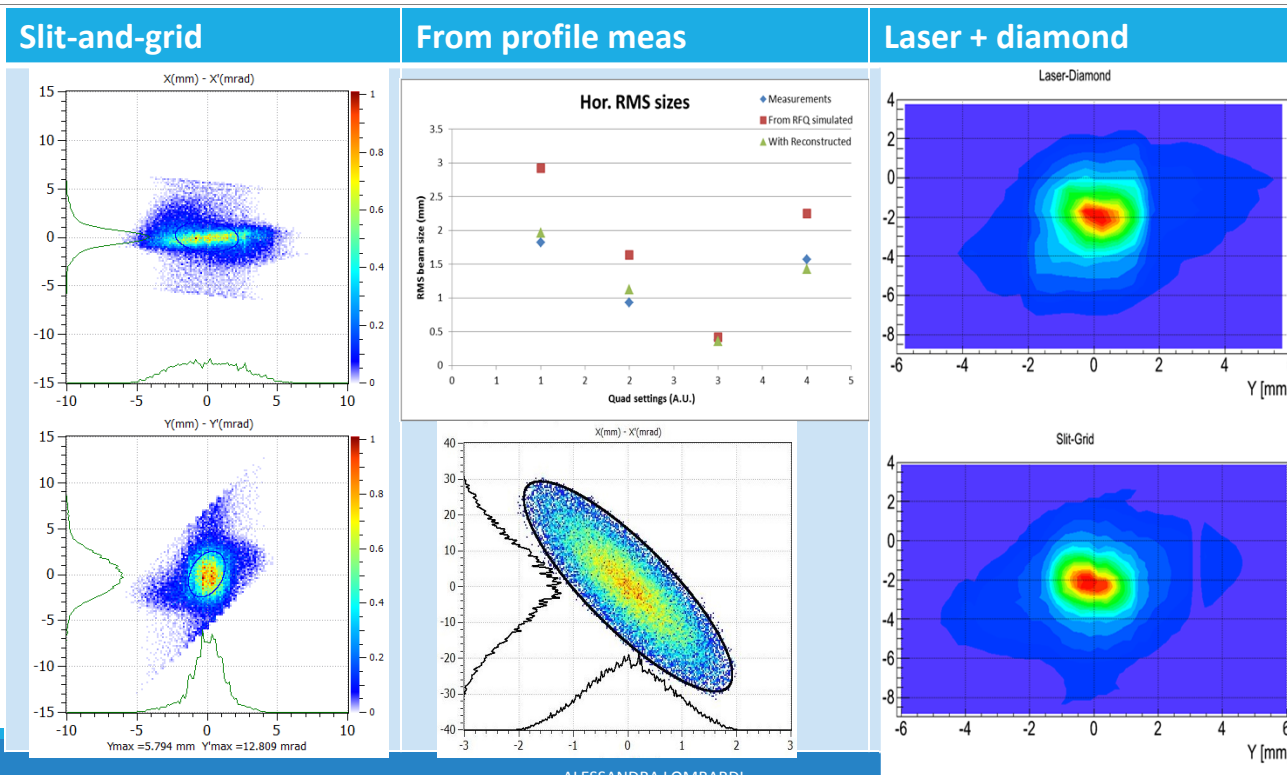 Slit-and-grid
From profile meas
Laser + diamond
X(mm) - X'(mrad)
15
10
5
0
-5
-10
-15
-10 -5 0 5 10
1
0.8
0.6
0.4
0.2
0
Y(mm) - Y'(mrad)
15
10
5
0
-5
-10
-15
-10 -5 0 5 10
Ymax =5.794 mm Y'max =12.809 mrad
1
0.8
0.6
0.4
0.2
0
Hor. RMS sizes
Measurements
From RFQ simulated
With Reconstructed
RMS beam size (mm)
3.5
3
2.5
2
1.5
1
0.5
0
0 1 2 3 4 5
Quad settings (A.U.)
X(mm) - X'(mrad)
40
30
20
10
0
-10
-20
-30
-40
-3 -2 -1 0 1 2 3
Laser-Diamond
4
2
0
-2
-4
-6
-8
-6 -4 -2 0 2 4
Y [mm
Slit-Grid
4
2
0
-2
-4
-6
-8
-6 -4 -2 0 2 4 6
Y [mm